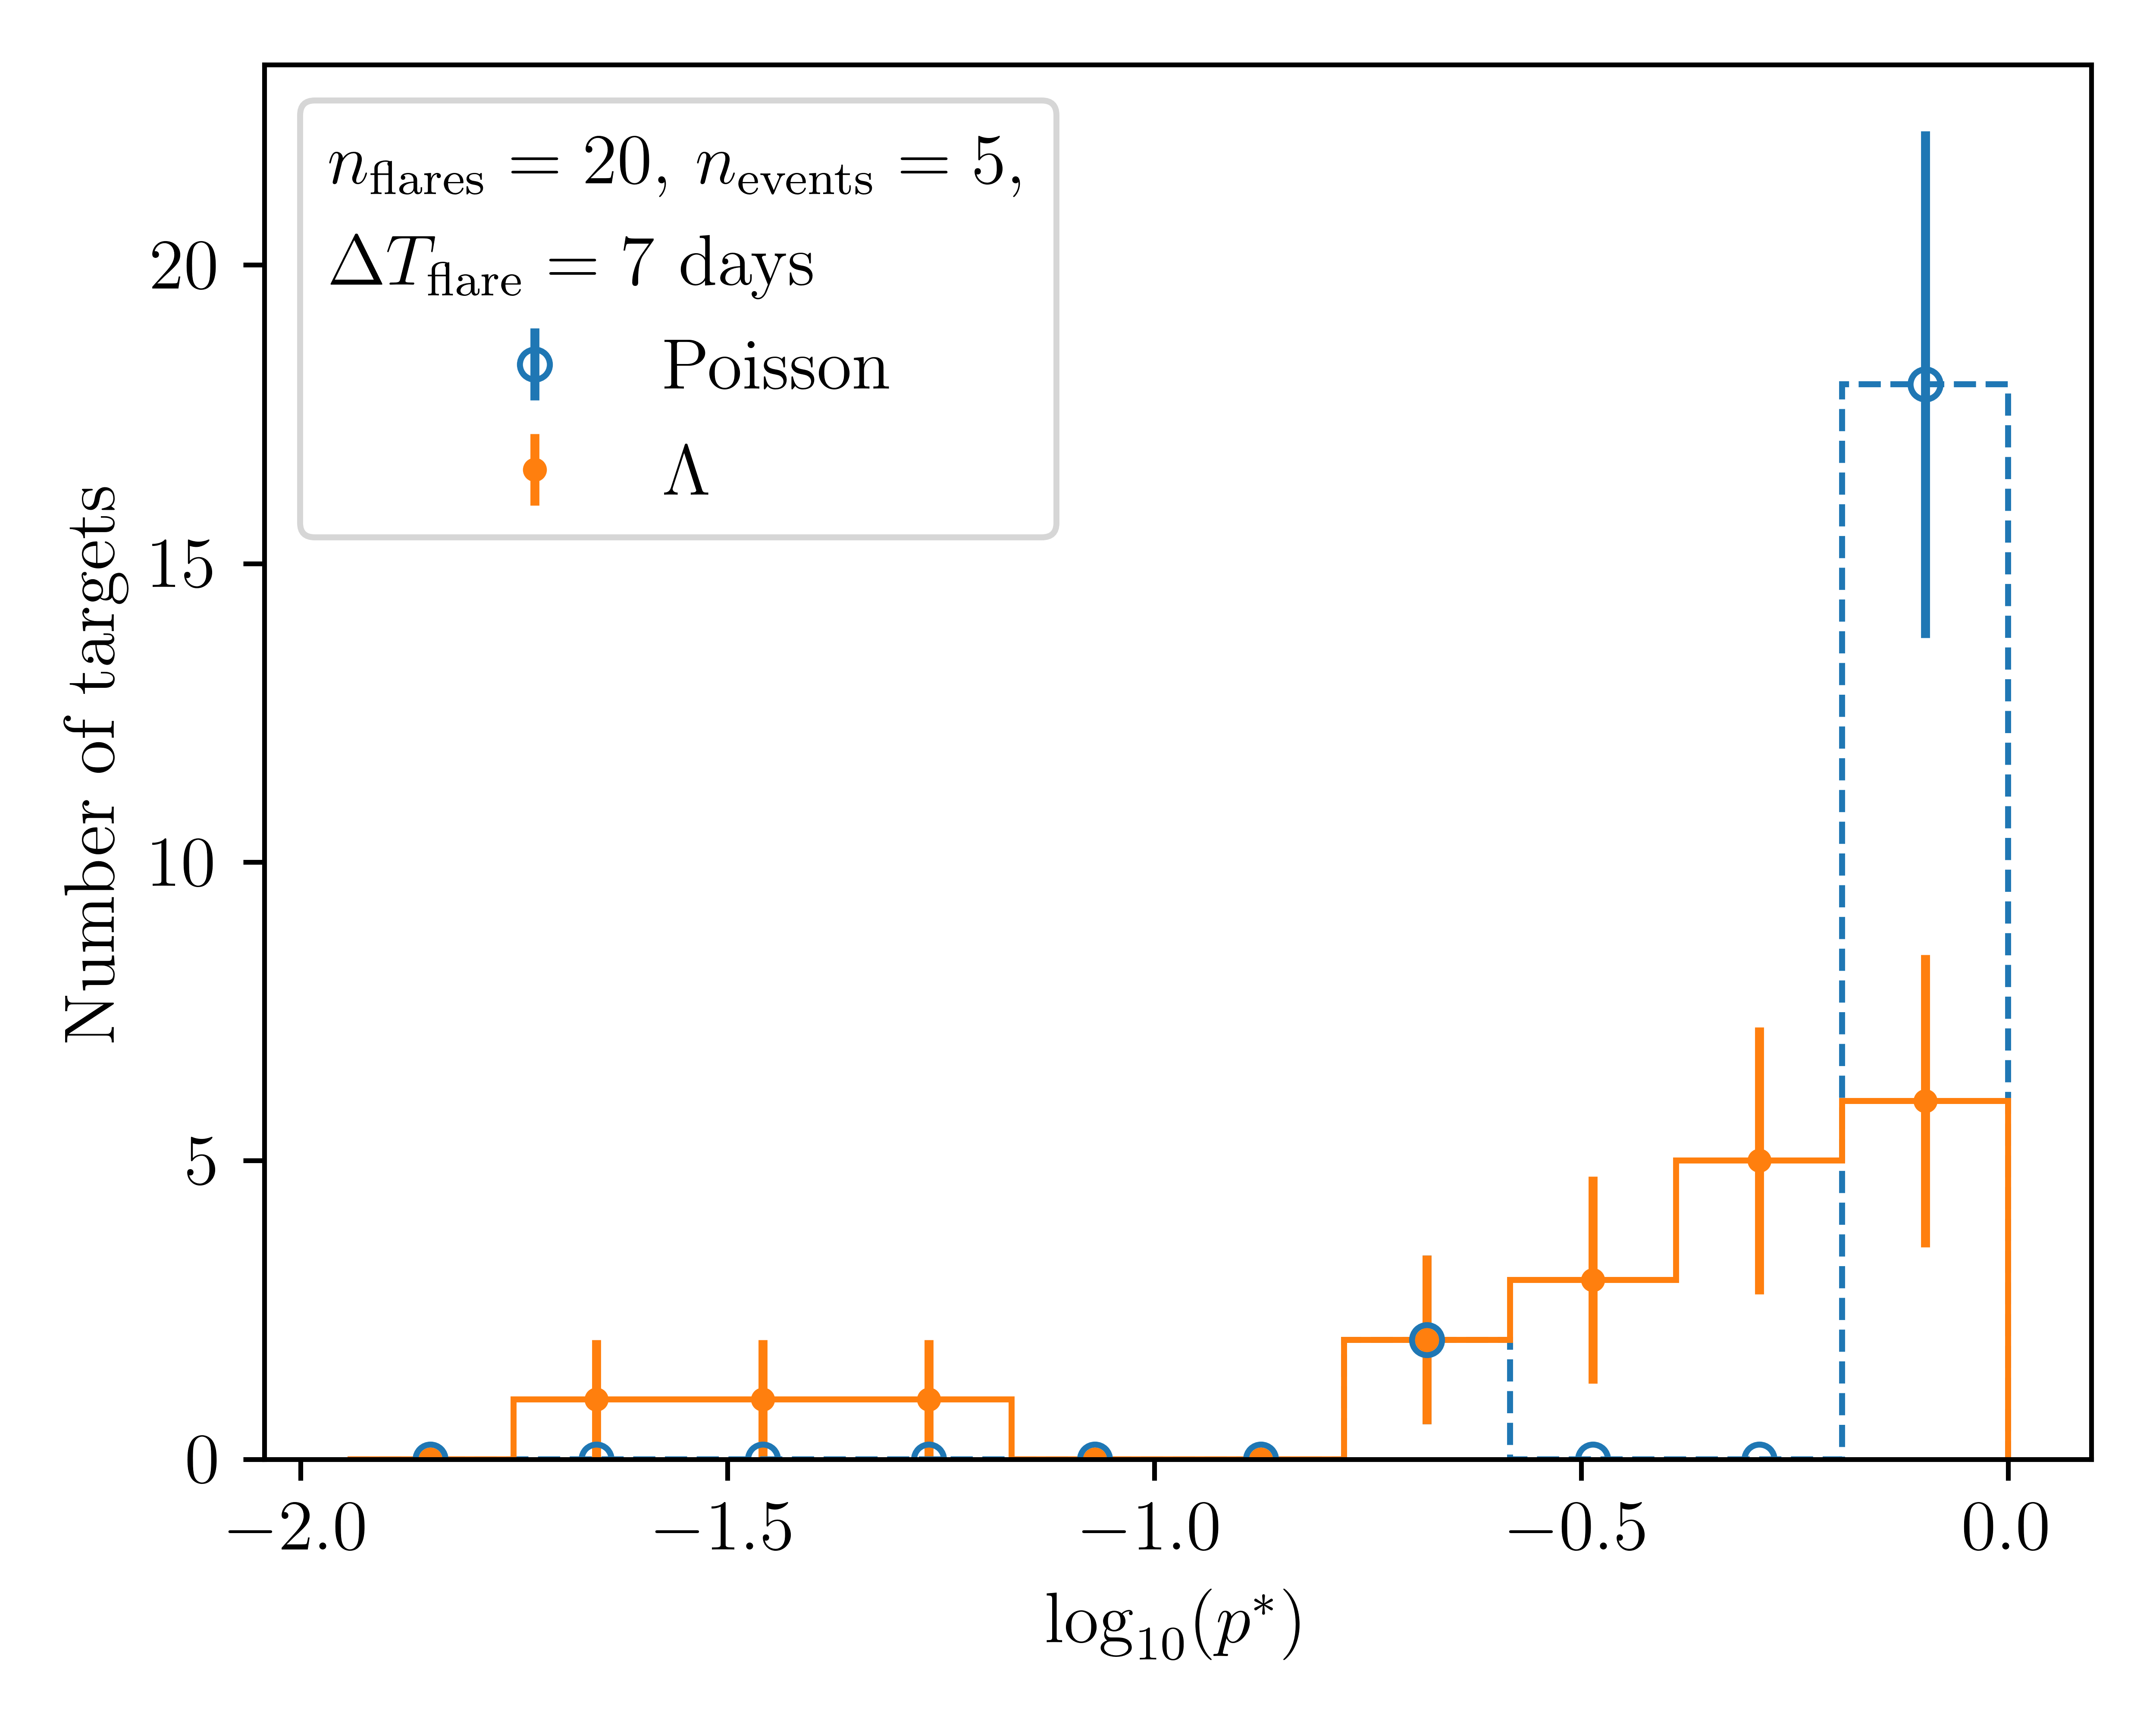 n_flares = 20, n_events = 5,
ΔT_flare = 7 days
Poisson
Λ
Number of targets
20
15
10
5
0
−2.0 −1.5 −1.0 −0.5 0.0
log₁₀(p*)